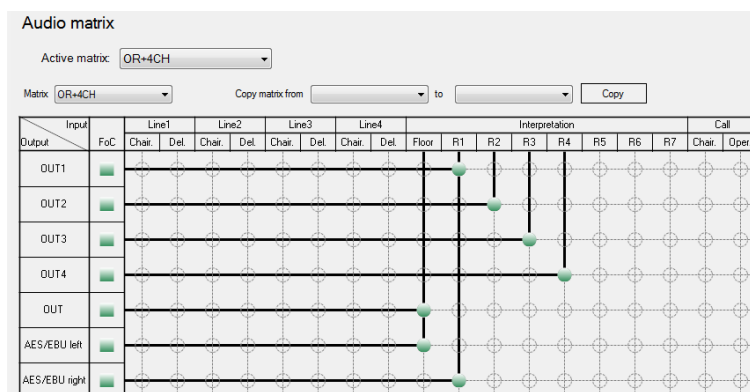 Audio matrix
Active matrix: OR+4CH
Matrix OR+4CH Copy matrix from to Copy
Input Line1 Line2 Line3 Line4 Interpretation Call
Output FoC Chair. Del. Chair. Del. Chair. Del. Chair. Del. Floor R1 R2 R3 R4 R5 R6 R7 Chair. Oper.
OUT1
OUT2
OUT3
OUT4
OUT
AES/EBU left
AES/EBU right